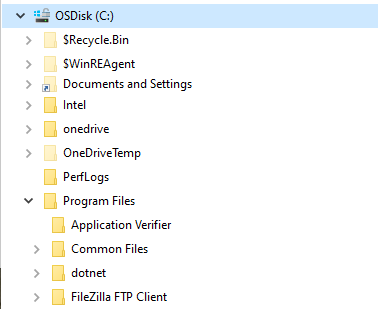 OSDisk (C:)
$Recycle.Bin
$WinREAgent
Documents and Settings
Intel
onedrive
OneDriveTemp
PerfLogs
Program Files
Application Verifier
Common Files
dotnet
FileZilla FTP Client